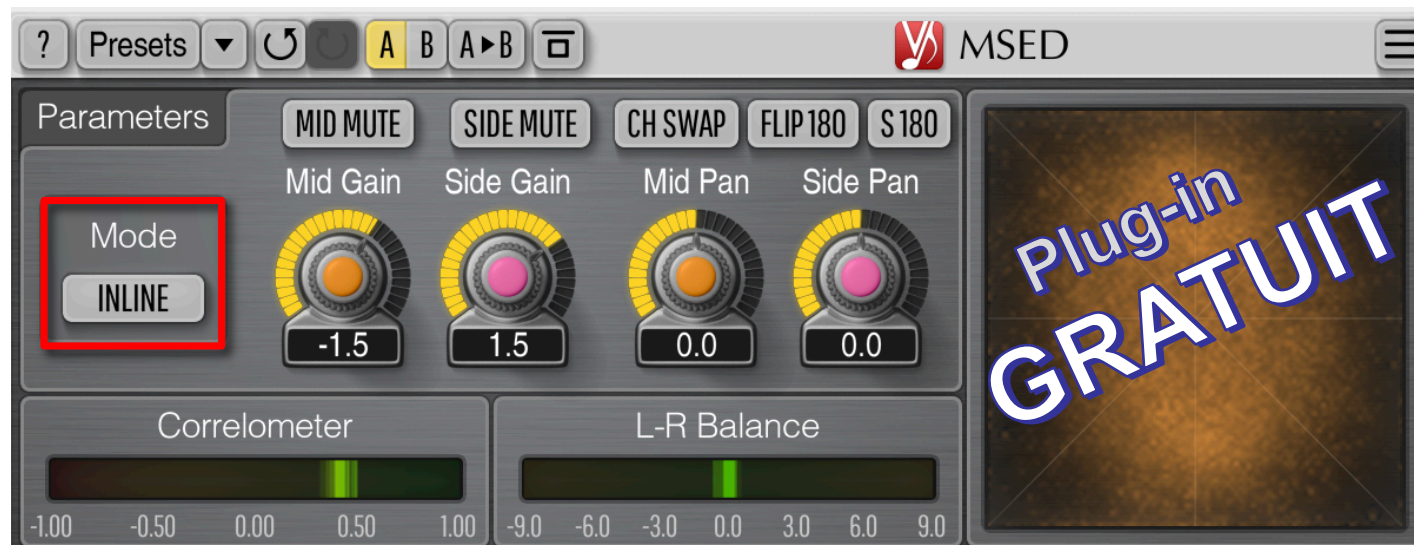 ? Presets ▼ A B A▶B MSED
Parameters
MID MUTE SIDE MUTE CH SWAP FLIP 180 S 180
Mid Gain Side Gain Mid Pan Side Pan
Mode
INLINE
-1.5 1.5 0.0 0.0
Plug-in
GRATUIT
Correlometer
-1.00 -0.50 0.00 0.50 1.00
L-R Balance
-9.0 -6.0 -3.0 0.0 3.0 6.0 9.0